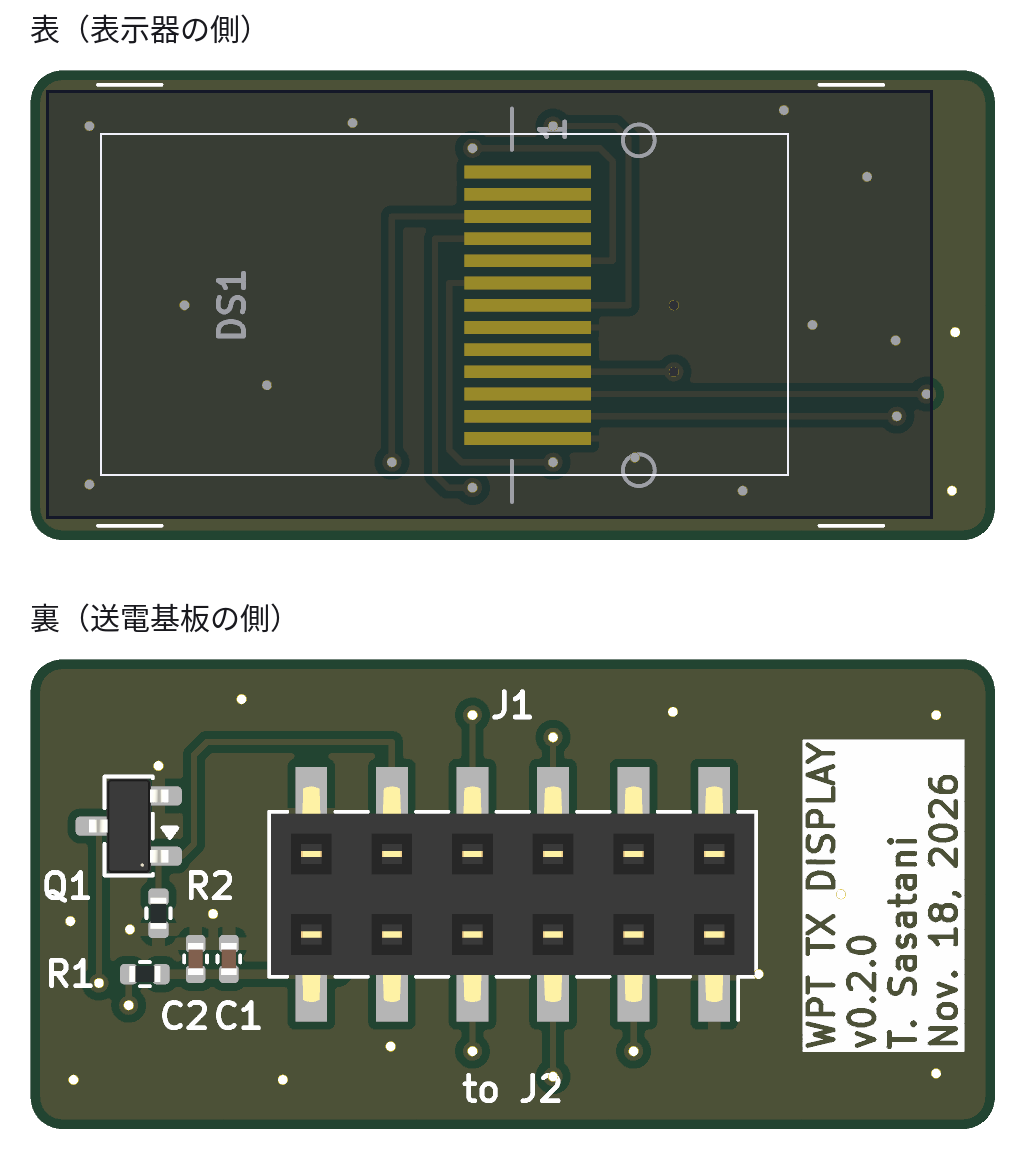 表（表示器の側）
1
DS1
裏（送電基板の側）
J1
Q1
R2
R1
C2
C1
to J2
WPT TX DISPLAY
v0.2.0
T. Sasatani
Nov. 18, 2026